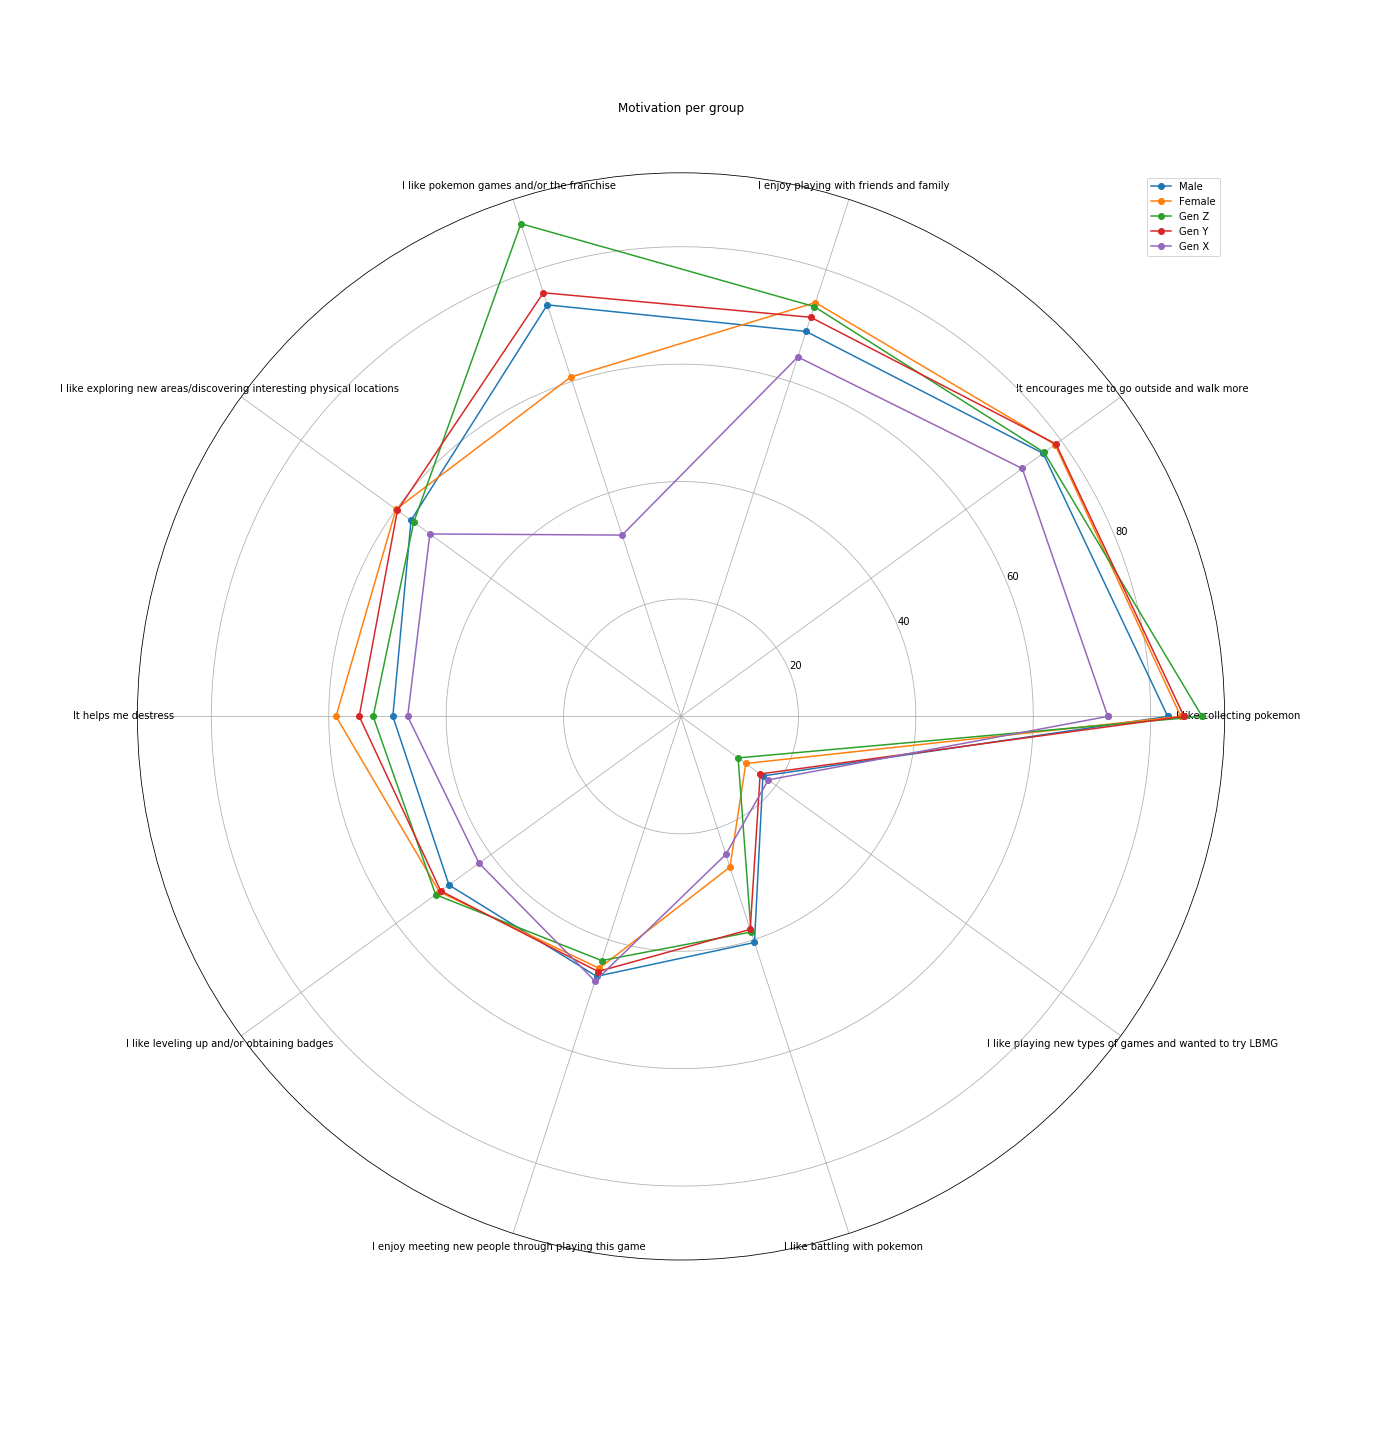 Motivation per group
I like pokemon games and/or the franchise
I enjoy playing with friends and family
Male
Female
Gen Z
Gen Y
Gen X
I like exploring new areas/discovering interesting physical locations
It encourages me to go outside and walk more
80
60
40
20
It helps me destress
I like collecting pokemon
I like leveling up and/or obtaining badges
I like playing new types of games and wanted to try LBMG
I enjoy meeting new people through playing this game
I like battling with pokemon